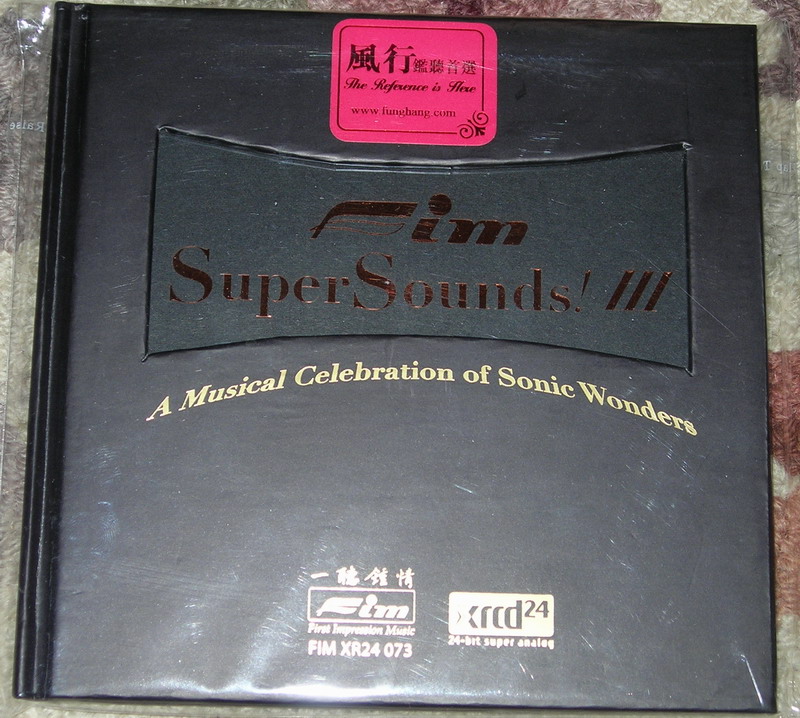 風行鑑聽首選
The Reference is Here
www.funghang.com
Fim
SuperSounds! III
A Musical Celebration of Sonic Wonders
一聽鍾情
Fim
First Impression Music
FIM XR24 073
xrcd24
24-bit super analog